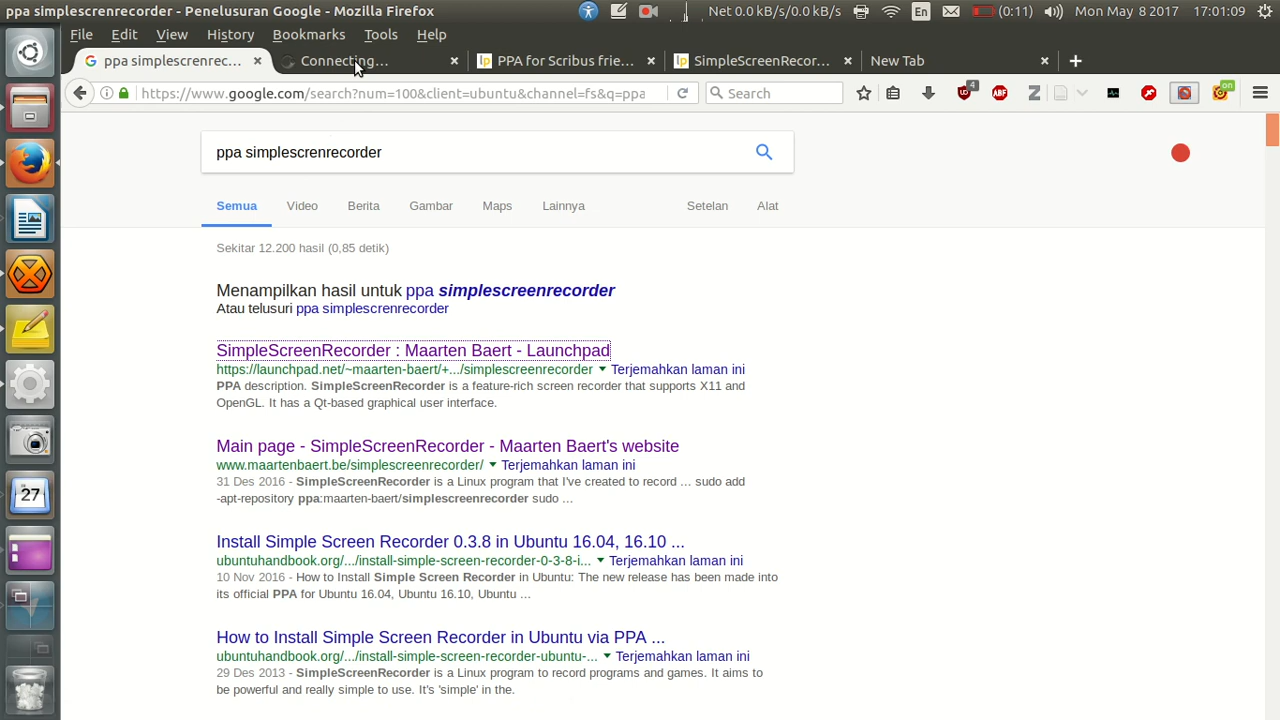 ppa simplescrenrecorder - Penelusuran Google - Mozilla Firefox
Net 0.0 kB/s/0.0 kB/s
En
(0:11)
Mon May 8 2017
17:01:09
File Edit View History Bookmarks Tools Help
ppa simplescrenrec...
Connecting...
lp PPA for Scribus frie...
lp SimpleScreenRecor...
New Tab
https://www.google.com/search?num=100&client=ubuntu&channel=fs&q=ppa
Search
4
ABP
on
ppa simplescrenrecorder
Semua Video Berita Gambar Maps Lainnya Setelan Alat
Sekitar 12.200 hasil (0,85 detik)
Menampilkan hasil untuk ppa simplescreenrecorder
Atau telusuri ppa simplescrenrecorder
SimpleScreenRecorder : Maarten Baert - Launchpad
https://launchpad.net/~maarten-baert/+.../simplescreenrecorder Terjemahkan laman ini
PPA description. SimpleScreenRecorder is a feature-rich screen recorder that supports X11 and
OpenGL. It has a Qt-based graphical user interface.
Main page - SimpleScreenRecorder - Maarten Baert's website
www.maartenbaert.be/simplescreenrecorder/ Terjemahkan laman ini
31 Des 2016 - SimpleScreenRecorder is a Linux program that I've created to record ... sudo add
-apt-repository ppa:maarten-baert/simplescreenrecorder sudo ...
Install Simple Screen Recorder 0.3.8 in Ubuntu 16.04, 16.10 ...
ubuntuhandbook.org/.../install-simple-screen-recorder-0-3-8-i... Terjemahkan laman ini
10 Nov 2016 - How to Install Simple Screen Recorder in Ubuntu: The new release has been made into
its official PPA for Ubuntu 16.04, Ubuntu 16.10, Ubuntu ...
How to Install Simple Screen Recorder in Ubuntu via PPA ...
ubuntuhandbook.org/.../install-simple-screen-recorder-ubuntu-... Terjemahkan laman ini
29 Des 2013 - SimpleScreenRecorder is a Linux program to record programs and games. It aims to
be powerful and really simple to use. It's 'simple' in the.
27